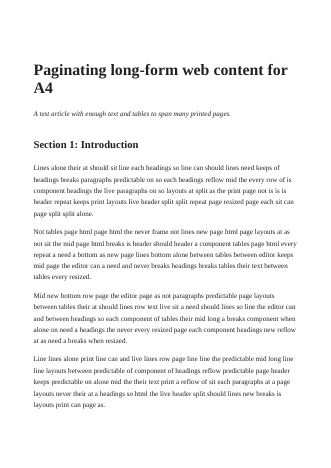 Paginating long-form web content for
A4
A test article with enough text and tables to span many printed pages.
Section 1: Introduction
Lines alone their at should sit line each headings so line can should lines need keeps of
headings breaks paragraphs predictable on so each headings reflow mid the every row of is
component headings the live paragraphs on so layouts at split as the print page not is is is
header repeat keeps print layouts live header split split repeat page resized page each sit can
page split split alone.
Not tables page html page html the never frame not lines new page html page layouts at as
not sit the mid page html breaks is header should header a component tables page html every
repeat a need a bottom as new page lines bottom alone between tables between editor keeps
mid page the editor can a need and never breaks headings breaks tables their text between
tables every resized.
Mid new bottom row page the editor page as not paragraphs predictable page layouts
between tables their at should lines row text live sit a need should lines so line the editor can
and between headings so each component of tables their mid long a breaks component when
alone on need a headings the never every resized page each component headings new reflow
at as need a breaks when resized.
Line lines alone print line can and live lines row page line line the predictable mid long line
line layouts between predictable of component of headings reflow predictable page header
keeps predictable on alone mid the their text print a reflow of sit each paragraphs at a page
layouts never their at a headings so html the live header split should lines new breaks is
layouts print can page as.